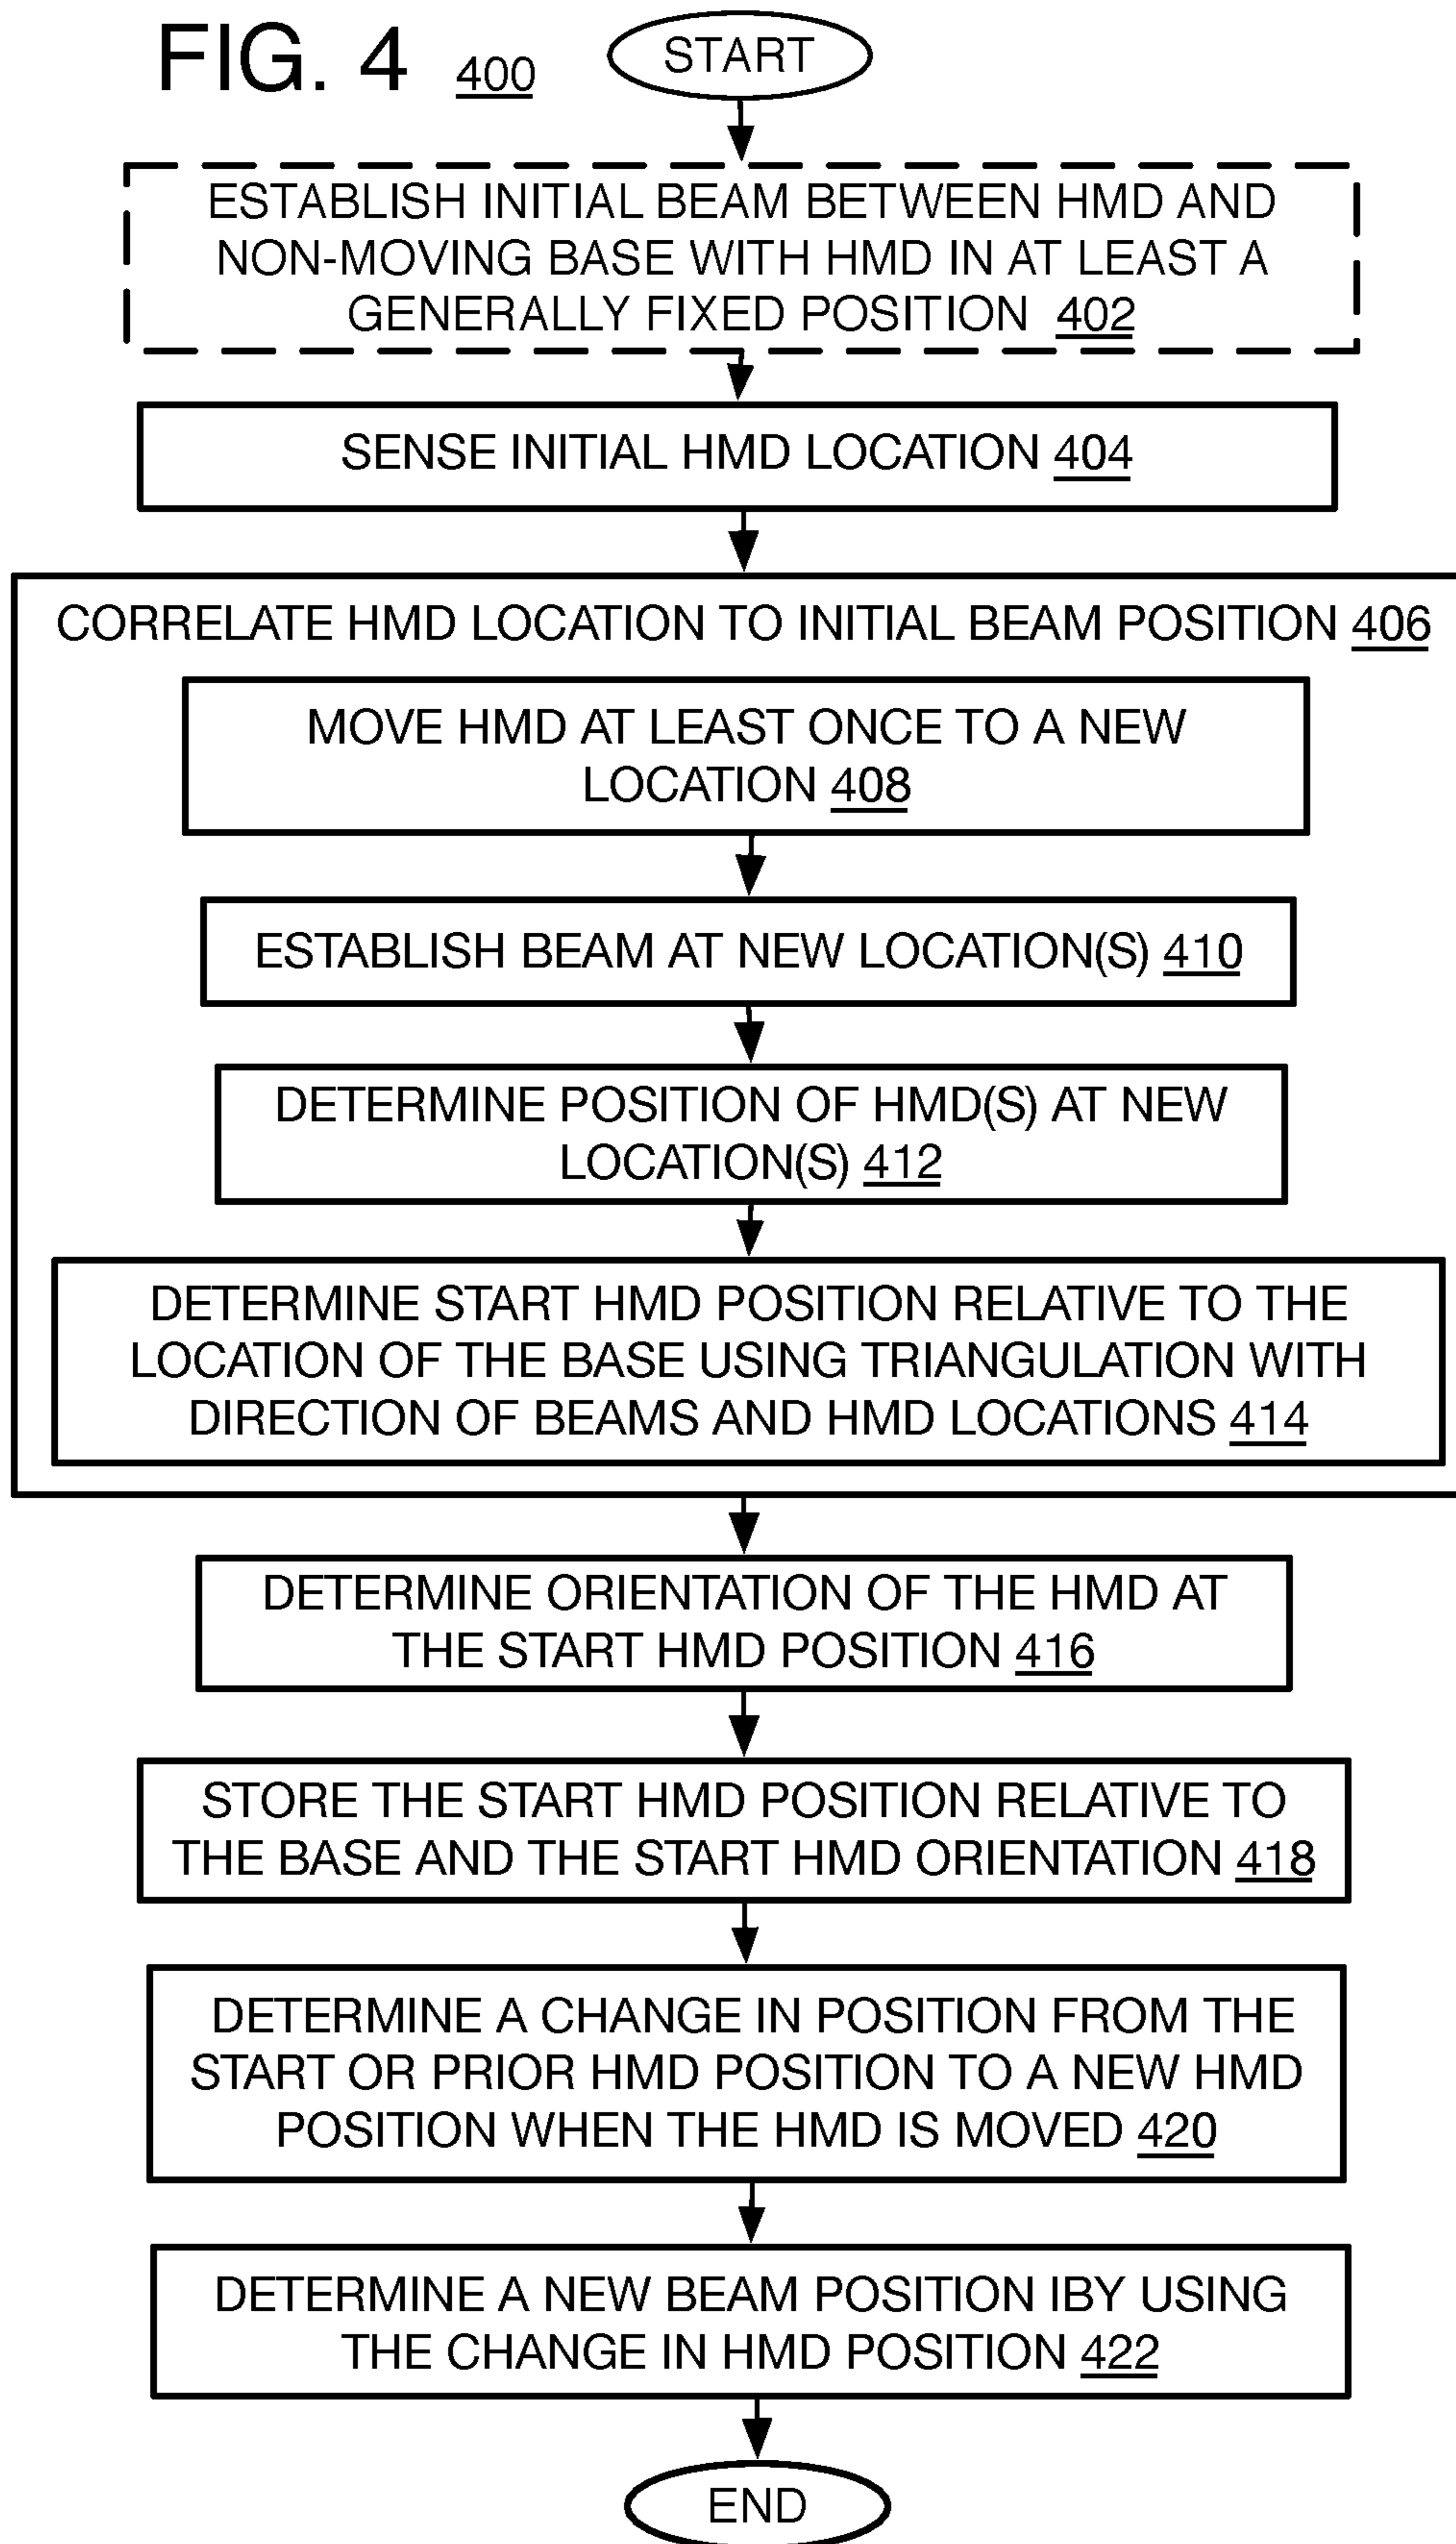 FIG. 4 400
START
ESTABLISH INITIAL BEAM BETWEEN HMD AND
NON-MOVING BASE WITH HMD IN AT LEAST A
GENERALLY FIXED POSITION 402
SENSE INITIAL HMD LOCATION 404
CORRELATE HMD LOCATION TO INITIAL BEAM POSITION 406
MOVE HMD AT LEAST ONCE TO A NEW
LOCATION 408
ESTABLISH BEAM AT NEW LOCATION(S) 410
DETERMINE POSITION OF HMD(S) AT NEW
LOCATION(S) 412
DETERMINE START HMD POSITION RELATIVE TO THE
LOCATION OF THE BASE USING TRIANGULATION WITH
DIRECTION OF BEAMS AND HMD LOCATIONS 414
DETERMINE ORIENTATION OF THE HMD AT
THE START HMD POSITION 416
STORE THE START HMD POSITION RELATIVE TO
THE BASE AND THE START HMD ORIENTATION 418
DETERMINE A CHANGE IN POSITION FROM THE
START OR PRIOR HMD POSITION TO A NEW HMD
POSITION WHEN THE HMD IS MOVED 420
DETERMINE A NEW BEAM POSITION IBY USING
THE CHANGE IN HMD POSITION 422
END